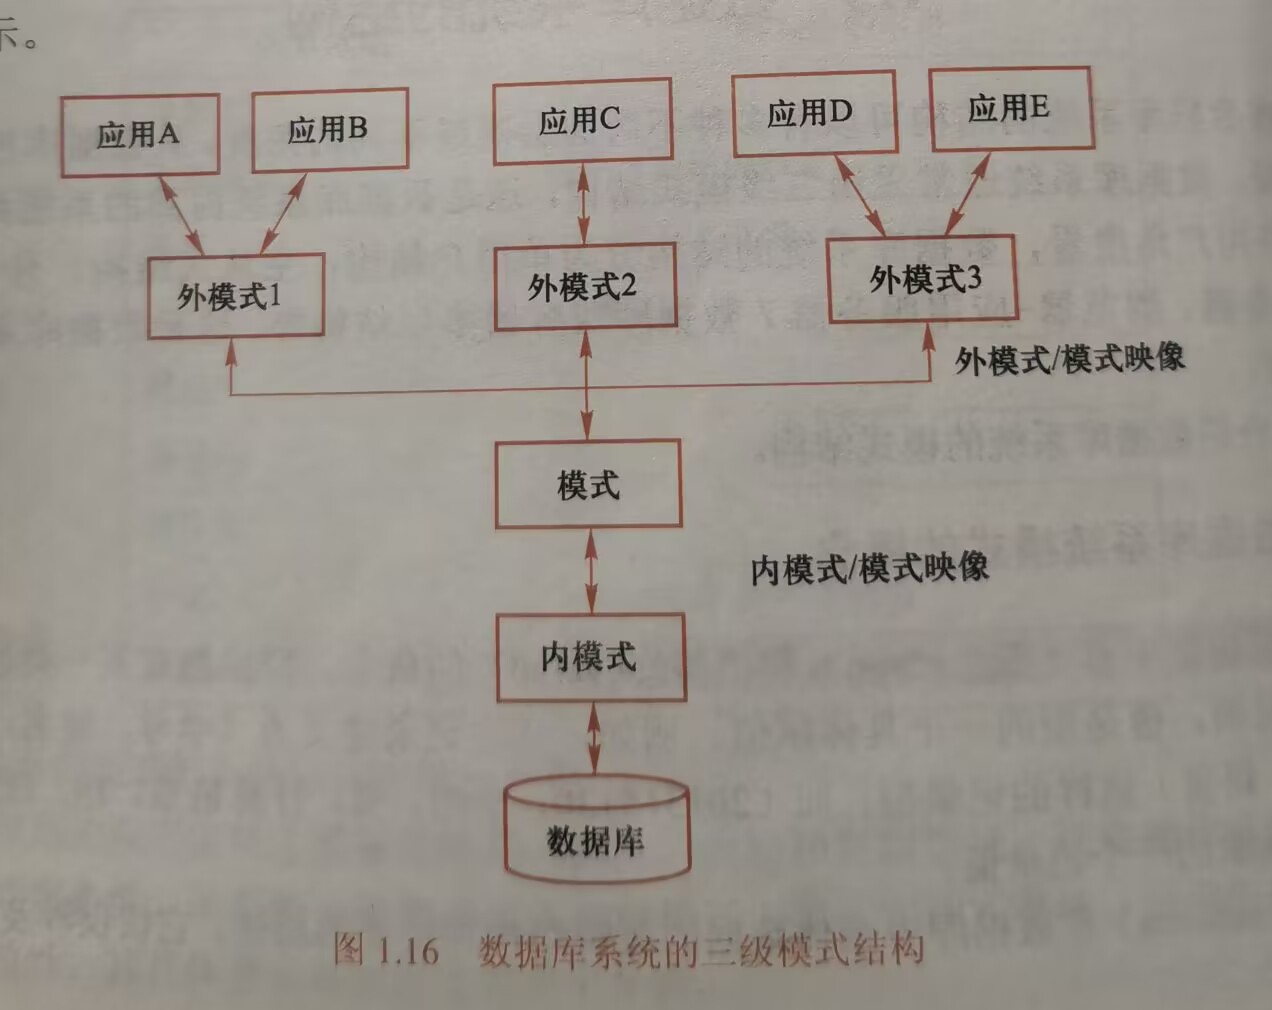 示。
应用A 应用B 应用C 应用D 应用E
外模式1 外模式2 外模式3
外模式/模式映像
模式
内模式/模式映像
内模式
数据库
图 1.16 数据库系统的三级模式结构